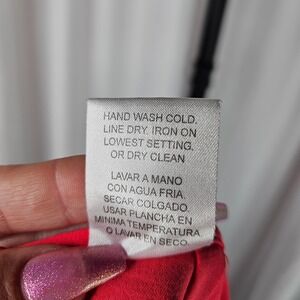 HAND WASH COLD.
LINE DRY. IRON ON
LOWEST SETTING.
OR DRY CLEAN
LAVAR A MANO
CON AGUA FRIA.
SECAR COLGADO.
USAR PLANCHA EN
MINIMA TEMPERATURA
O LAVAR EN SECO.